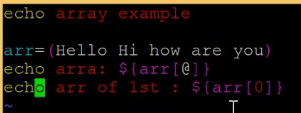 echo array example
arr=(Hello Hi how are you)
echo arra: ${arr[@]}
echo arr of 1st : ${arr[0]}
~